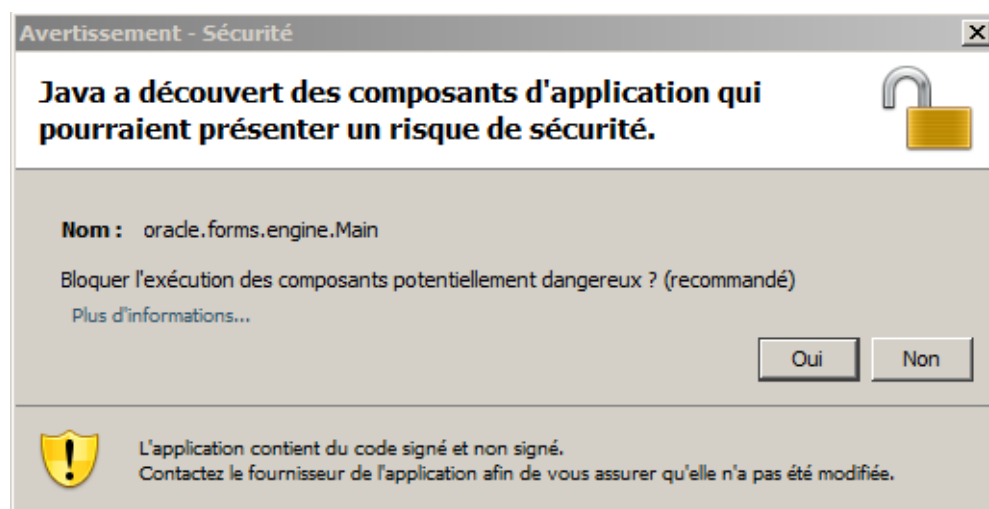 Avertissement - Sécurité
Java a découvert des composants d'application qui
pourraient présenter un risque de sécurité.
Nom : oracle.forms.engine.Main
Bloquer l'exécution des composants potentiellement dangereux ? (recommandé)
Plus d'informations...
Oui Non
L'application contient du code signé et non signé.
Contactez le fournisseur de l'application afin de vous assurer qu'elle n'a pas été modifiée.